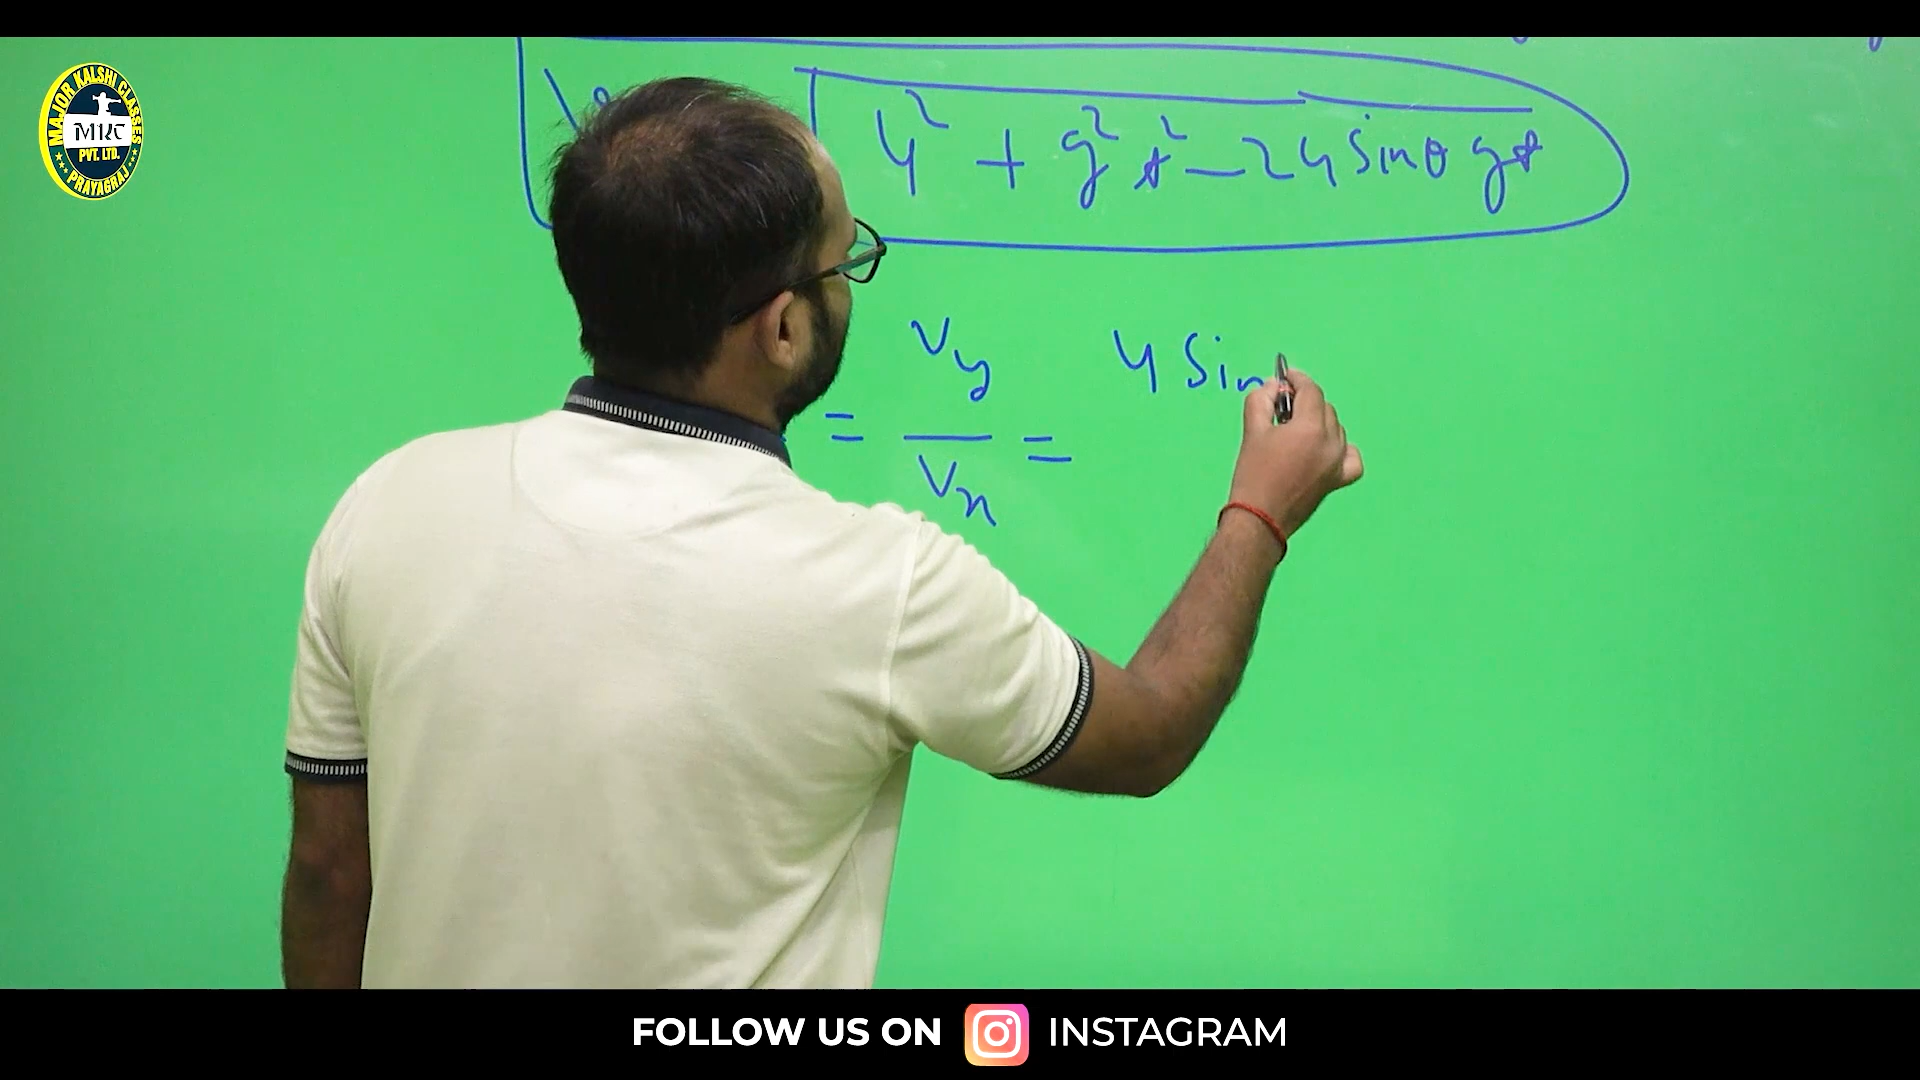 MAJOR KALSHI CLASSES
MKC
PVT. LTD.
PRAYAGRAJ
√u² + g²t² - 2u sinθ gt
= Vy / Vx = u Sin
FOLLOW US ON INSTAGRAM